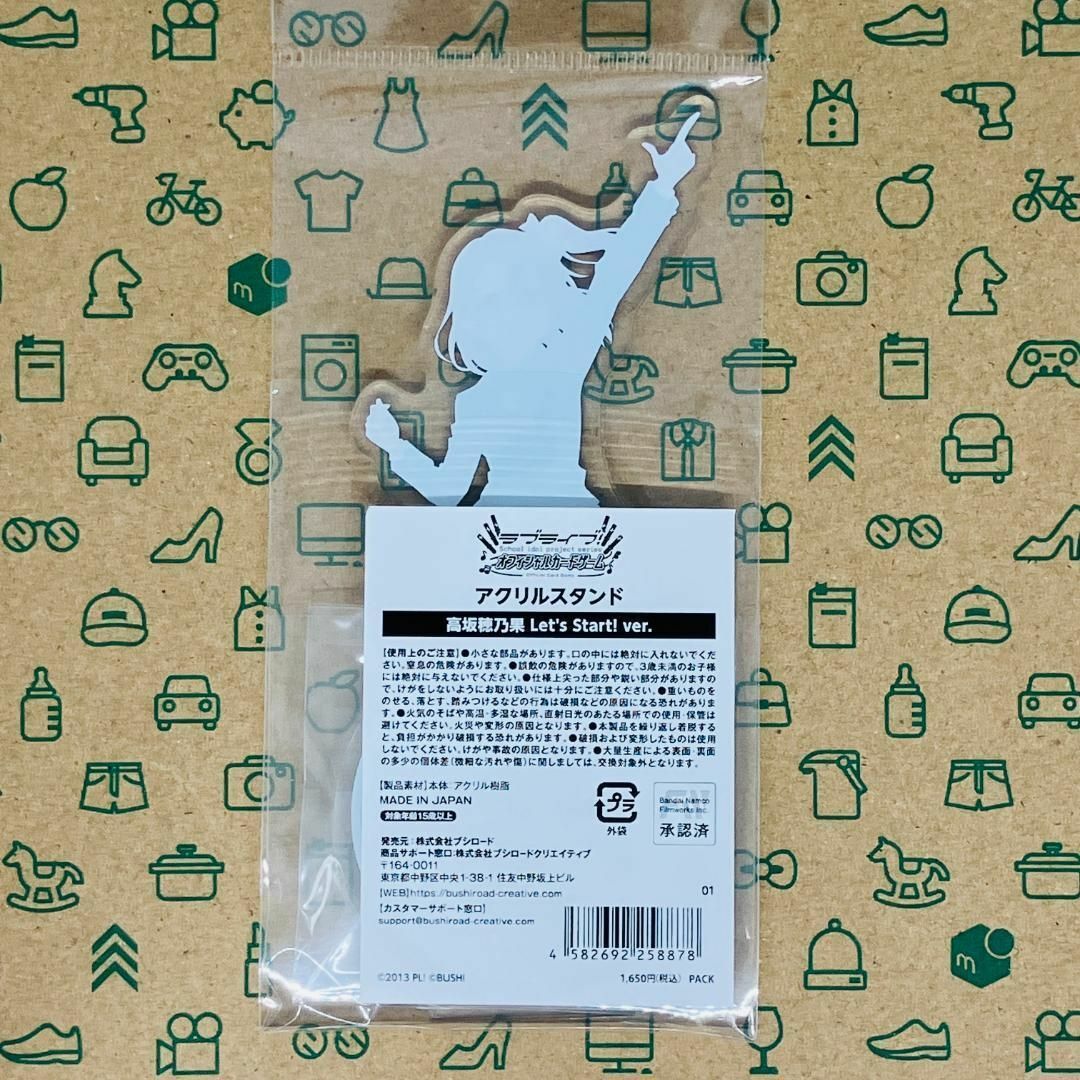 ラブライブ!
School idol project series
オフィシャルカードゲーム
Official Card Game
アクリルスタンド
高坂穂乃果 Let's Start! ver.
【使用上のご注意】●小さな部品があります。口の中には絶対に入れないでくだ
さい。窒息の危険があります。●誤飲の危険がありますので、3歳未満のお子様
には絶対に与えないでください。●仕様上尖った部分や鋭い部分がありますの
で、けがをしないようにお取り扱いには十分にご注意ください。●重いものを
のせる、落とす、踏みつけるなどの行為は破損などの原因になる恐れがありま
す。●火気のそばや高温・多湿な場所、直射日光のあたる場所での使用・保管は
避けてください。火災や変形の原因となります。●本製品を繰り返し着脱する
と、負担がかかり破損する恐れがあります。●破損および変形したものは使用
しないでください。けがや事故の原因となります。●大量生産による表面・裏面
の多少の個体差(微細な汚れや傷)に関しましては、交換対象外となります。
【製品素材】本体：アクリル樹脂
MADE IN JAPAN
対象年齢15歳以上
プラ
外袋
Bandai Namco
Filmworks Inc.
承認済
発売元：株式会社ブシロード
商品サポート窓口：株式会社ブシロードクリエイティブ
〒164-0011
東京都中野区中央1-38-1 住友中野坂上ビル
【WEB】https://bushiroad-creative.com
01
【カスタマーサポート窓口】
support@bushiroad-creative.com
4 582692 258878
©2013 PL! ©BUSHI
1,650円(税込) PACK
m
m